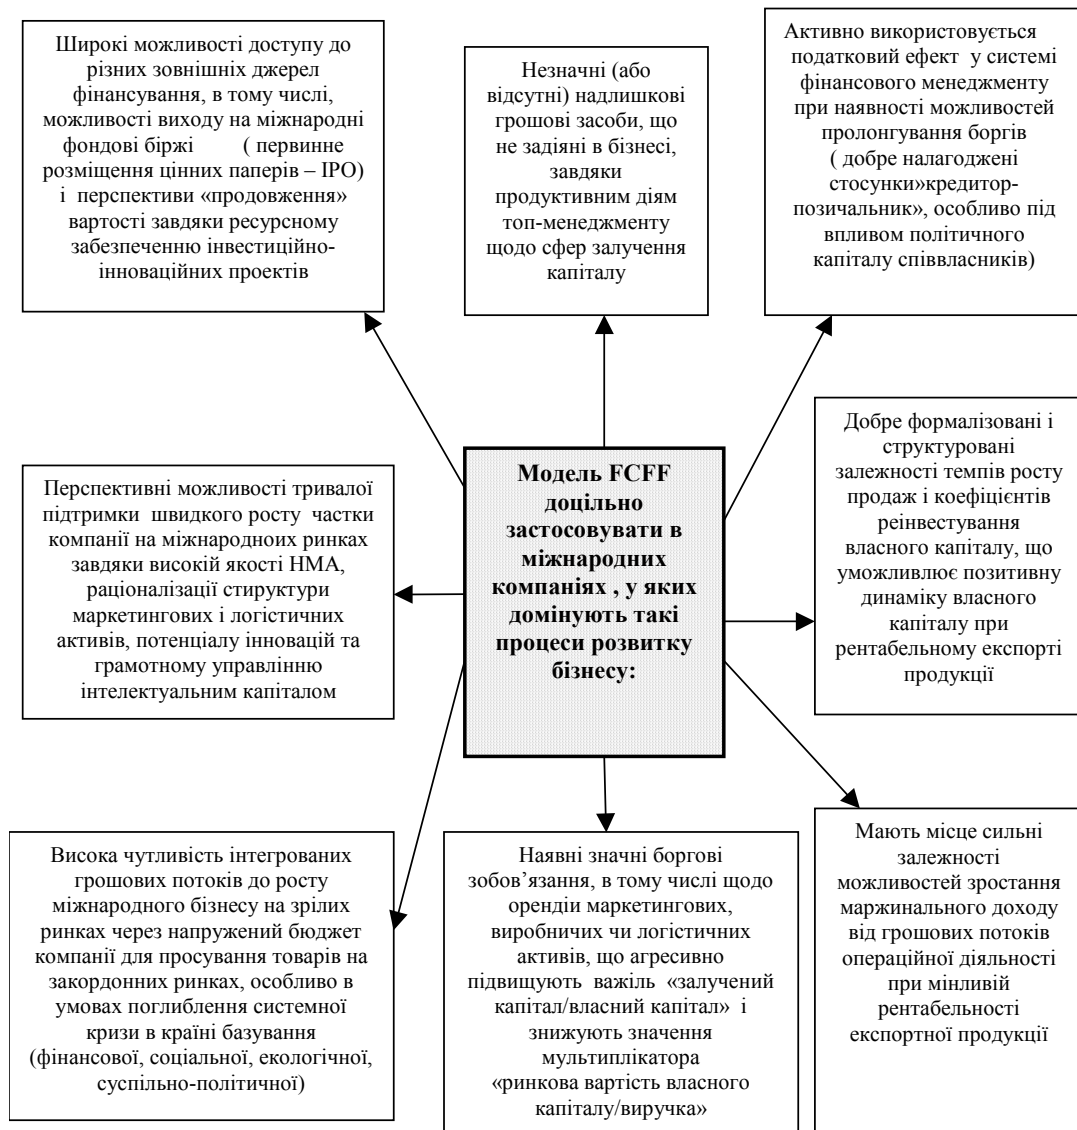 Широкі можливості доступу до
різних зовнішніх джерел
фінансування, в тому числі,
можливості виходу на міжнародні
фондові біржі ( первинне
розміщення цінних паперів – IPO)
і перспективи «продовження»
вартості завдяки ресурсному
забезпеченню інвестиційно-
інноваційних проектів
Незначні (або
відсутні) надлишкові
грошові засоби, що
не задіяні в бізнесі,
завдяки
продуктивним діям
топ-менеджменту
щодо сфер залучення
капіталу
Активно використовується
податковий ефект у системі
фінансового менеджменту
при наявності можливостей
пролонгування боргів
( добре налагоджені
стосунки»кредитор-
позичальник», особливо під
впливом політичного
капіталу співвласників)
Перспективні можливості тривалої
підтримки швидкого росту частки
компанії на міжнародноих ринках
завдяки високій якості НМА,
раціоналізації стируктури
маркетингових і логістичних
активів, потенціалу інновацій та
грамотному управлінню
інтелектуальним капіталом
Модель FCFF
доцільно
застосовувати в
міжнародних
компаніях , у яких
домінують такі
процеси розвитку
бізнесу:
Добре формалізовані і
структуровані
залежності темпів росту
продаж і коефіцієнтів
реінвестування
власного капіталу, що
уможливлює позитивну
динаміку власного
капіталу при
рентабельному експорті
продукції
Висока чутливість інтегрованих
грошових потоків до росту
міжнародного бізнесу на зрілих
ринках через напружений бюджет
компанії для просування товарів на
закордонних ринках, особливо в
умовах поглиблення системної
кризи в країні базування
(фінансової, соціальної, екологічної,
суспільно-політичної)
Наявні значні боргові
зобов’язання, в тому числі щодо
орендіи маркетингових,
виробничих чи логістичних
активів, що агресивно
підвищують важіль «залучений
капітал/власний капітал» і
знижують значення
мультиплікатора
«ринкова вартість власного
капіталу/виручка»
Мають місце сильні
залежності
можливостей зростання
маржинального доходу
від грошових потоків
операційної діяльності
при мінливій
рентабельності
експортної продукції